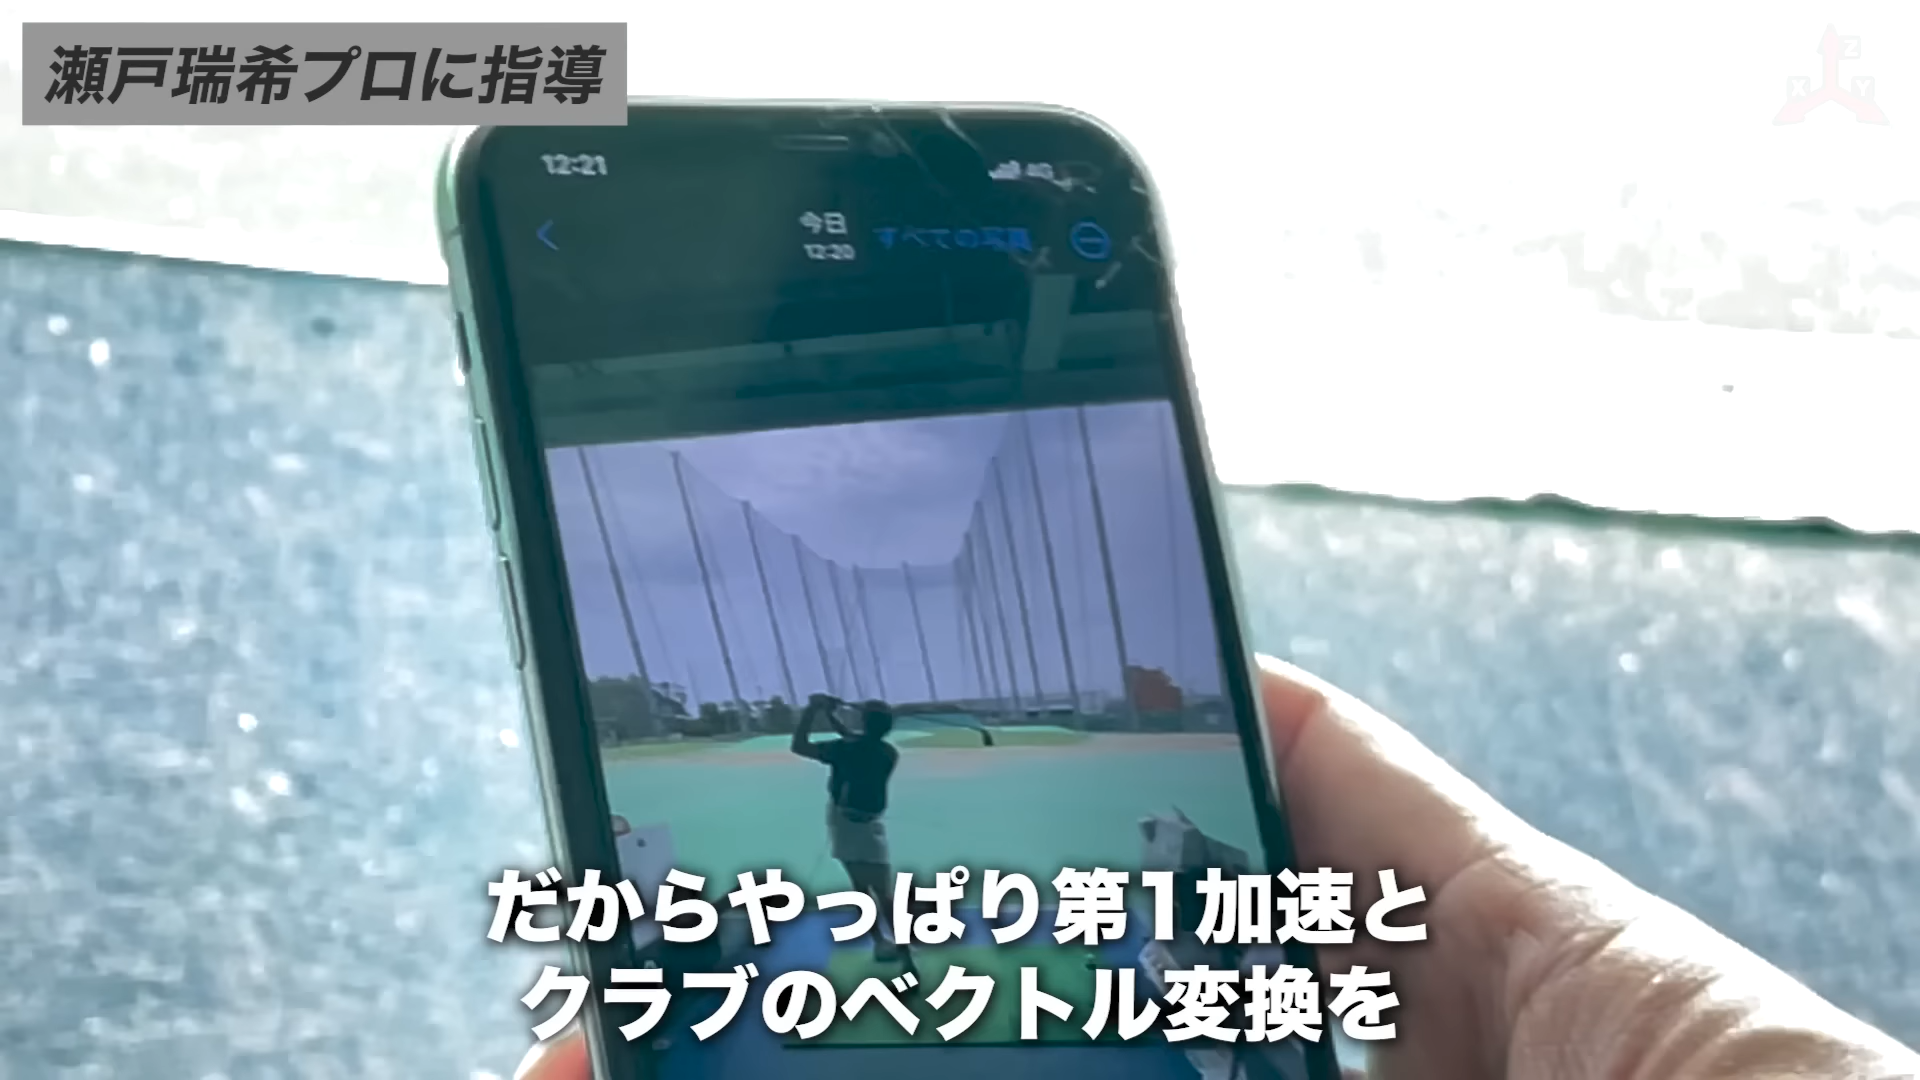 瀬戸瑞希プロに指導
Z
X Y
12:21
4G
今日
すべての写真
12:20
だからやっぱり第1加速と
クラブのベクトル変換を